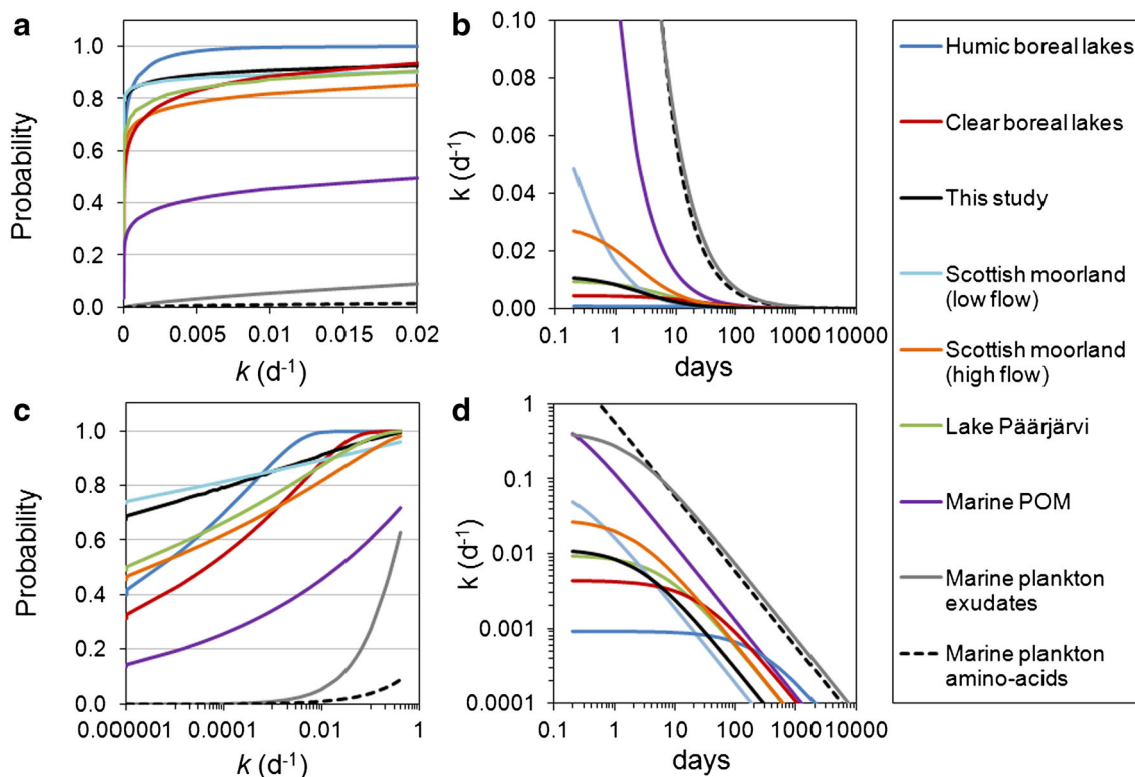 a
1.0
0.8
0.6
0.4
0.2
0.0
Probability
0 0.005 0.01 0.015 0.02
k (d-1)
b
0.10
0.08
0.06
0.04
0.02
0.00
k (d-1)
0.1 1 10 100 1000 10000
days
c
1.0
0.8
0.6
0.4
0.2
0.0
Probability
0.000001 0.0001 0.01 1
k (d-1)
d
1
0.1
0.01
0.001
0.0001
k (d-1)
0.1 1 10 100 1000 10000
days
Humic boreal lakes
Clear boreal lakes
This study
Scottish moorland
(low flow)
Scottish moorland
(high flow)
Lake Päärjärvi
Marine POM
Marine plankton
exudates
Marine plankton
amino-acids